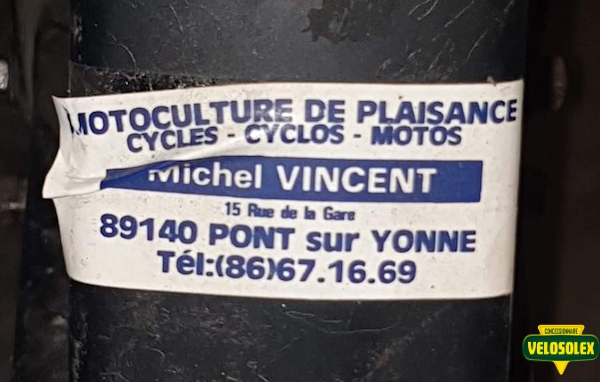 MOTOCULTURE DE PLAISANCE
CYCLES - CYCLOS - MOTOS
Michel VINCENT
15 Rue de la Gare
89140 PONT sur YONNE
Tél:(86)67.16.69
CONCESSIONNAIRE
VELOSOLEX